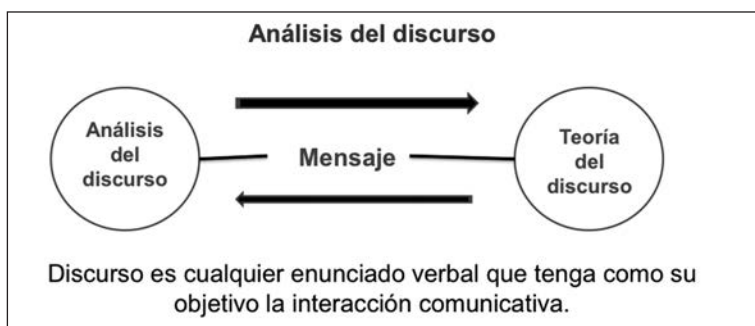 Análisis del discurso
Análisis
del
discurso
Mensaje
Teoría
del
discurso
Discurso es cualquier enunciado verbal que tenga como su
objetivo la interacción comunicativa.